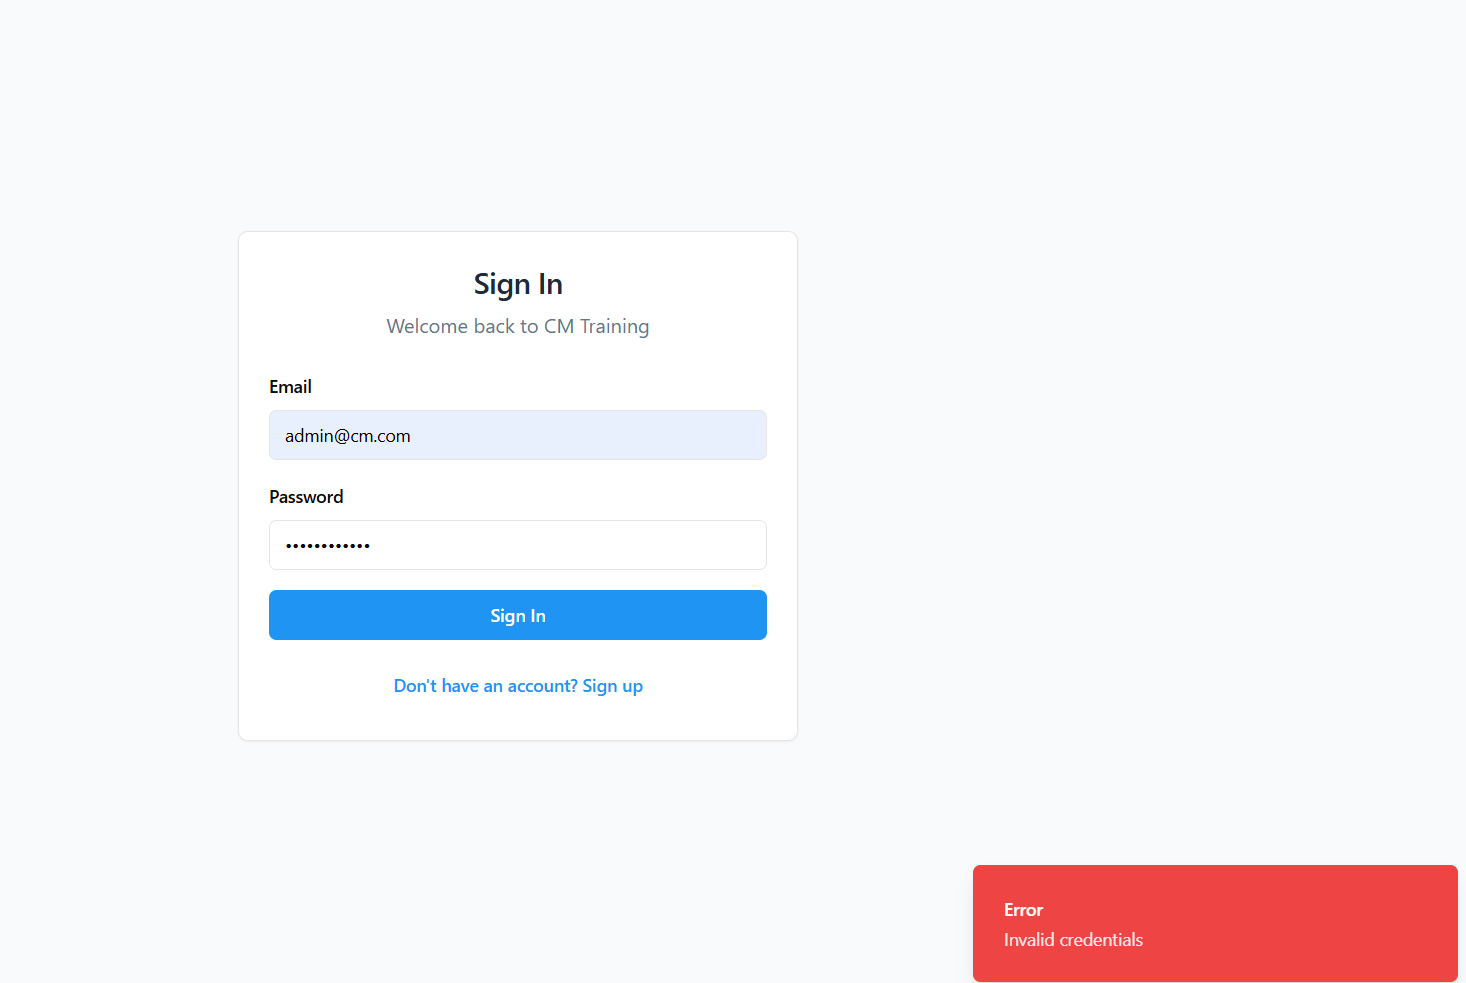 Sign In
Welcome back to CM Training
Email
admin@cm.com
Password
••••••••••••
Sign In
Don't have an account? Sign up
Error
Invalid credentials